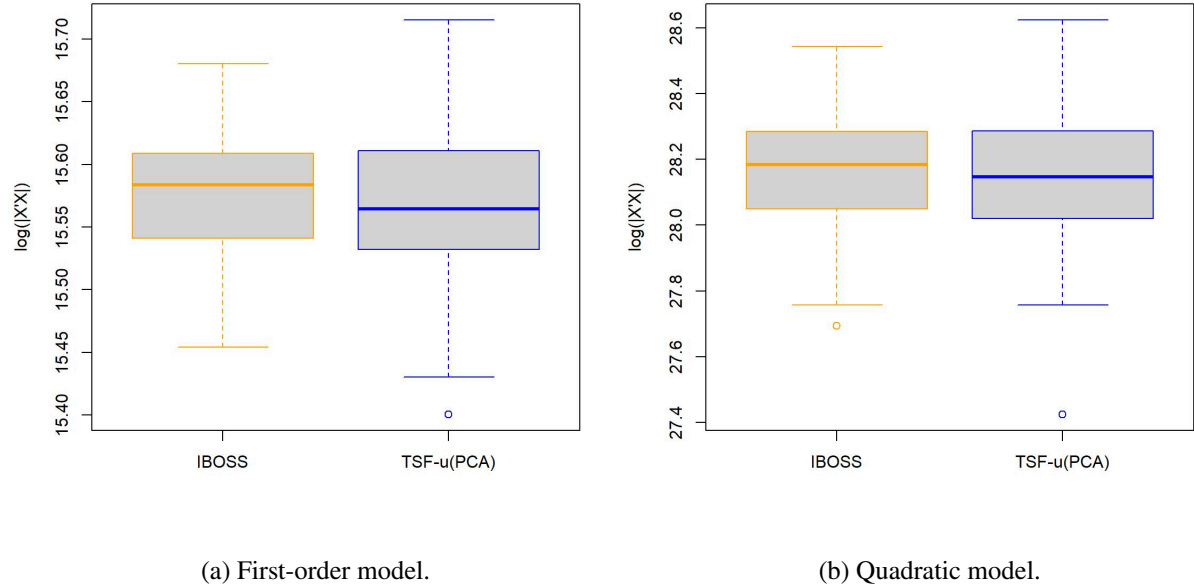 log(|X'X|)
15.70
15.65
15.60
15.55
15.50
15.45
15.40
IBOSS
TSF-u(PCA)
(a) First-order model.
log(|X'X|)
28.6
28.4
28.2
28.0
27.8
27.6
27.4
IBOSS
TSF-u(PCA)
(b) Quadratic model.